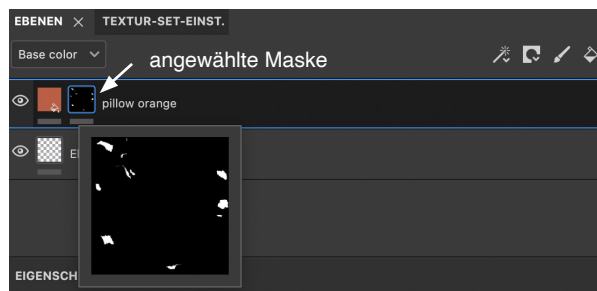 EBENEN × TEXTUR-SET-EINST.
Base color
angewählte Maske
pillow orange
EIGENSCH